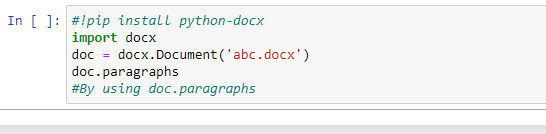 In [ ]: #!pip install python-docx
import docx
doc = docx.Document('abc.docx')
doc.paragraphs
#By using doc.paragraphs